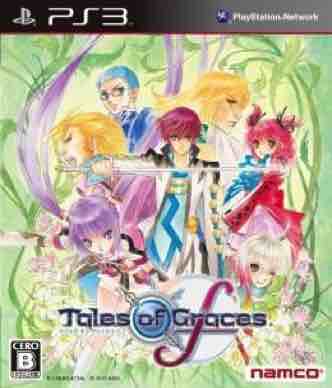 PS3
PlayStation Network
Tales of Graces f
CERO
B
namco